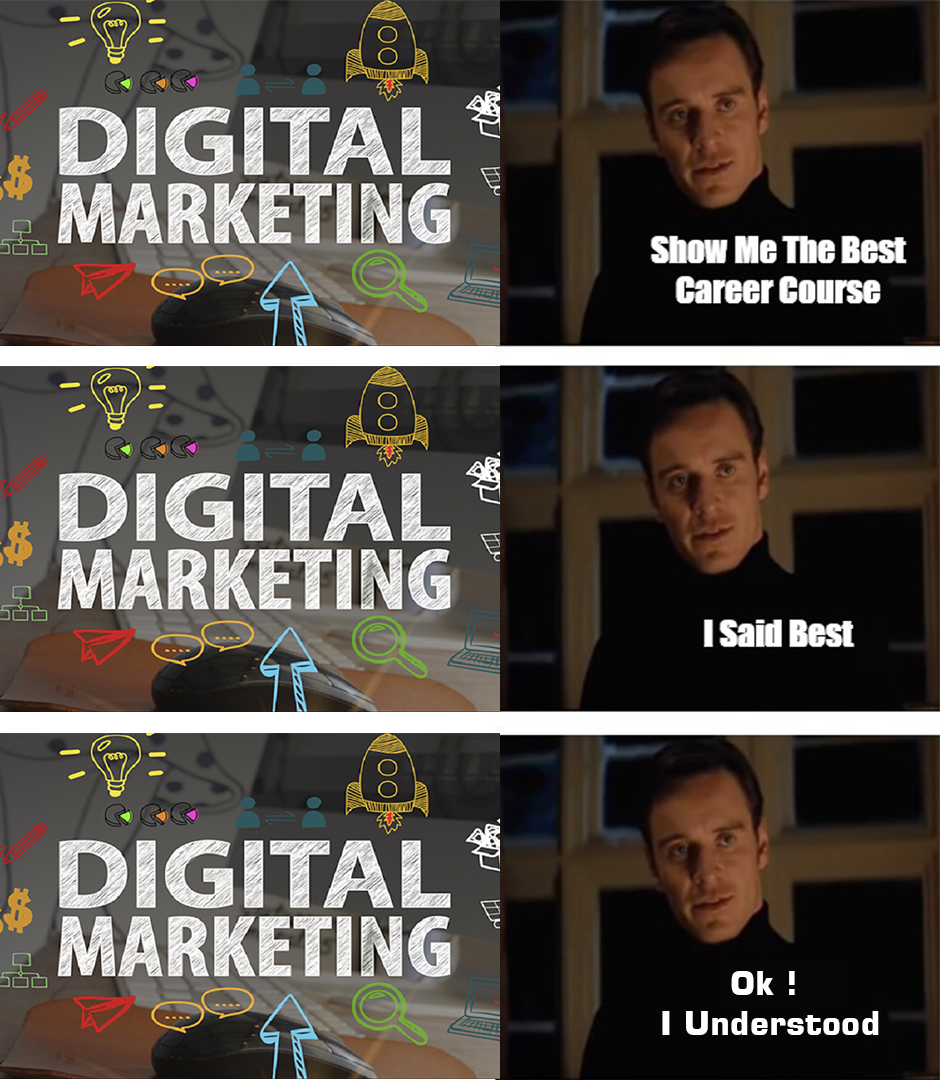 DIGITAL
MARKETING
Show Me The Best
Career Course
DIGITAL
MARKETING
I Said Best
DIGITAL
MARKETING
Ok !
I Understood